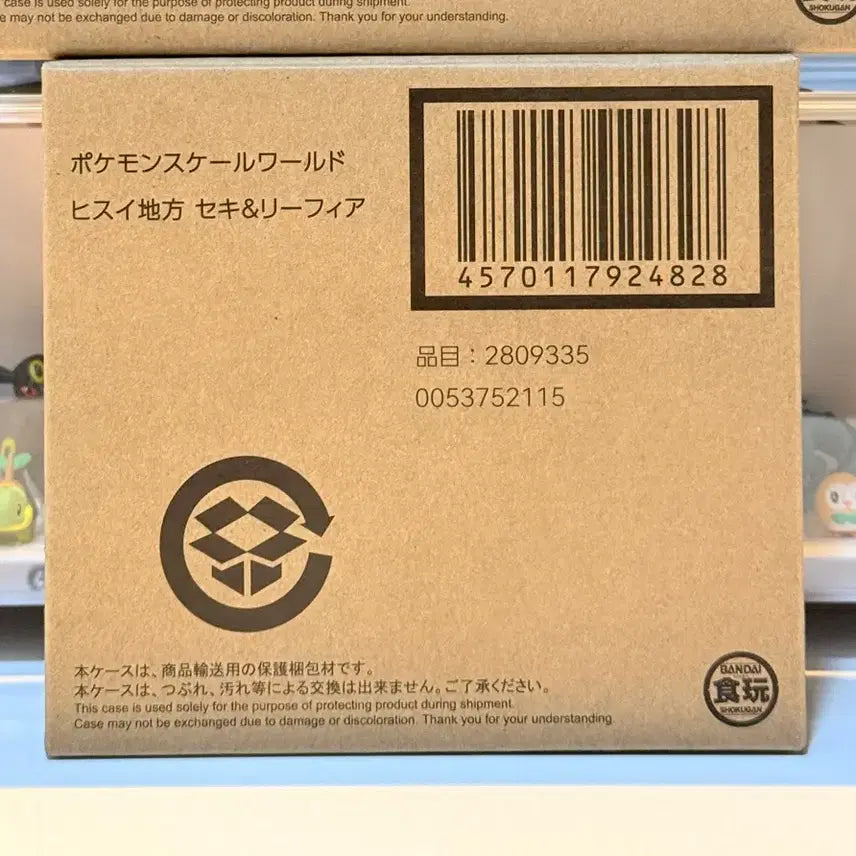 case is used solely for the purpose of protecting product during shipment.
may not be exchanged due to damage or discoloration. Thank you for your understanding.
SHOKUGAN
ポケモンスケールワールド
ヒスイ地方 セキ&リーフィア
4570117924828
品目:2809335
0053752115
本ケースは、商品輸送用の保護梱包材です。
本ケースは、つぶれ、汚れ等による交換は出来ません。ご了承ください。
This case is used solely for the purpose of protecting product during shipment.
Case may not be exchanged due to damage or discoloration. Thank you for your understanding.
BANDAI
食玩
SHOKUGAN